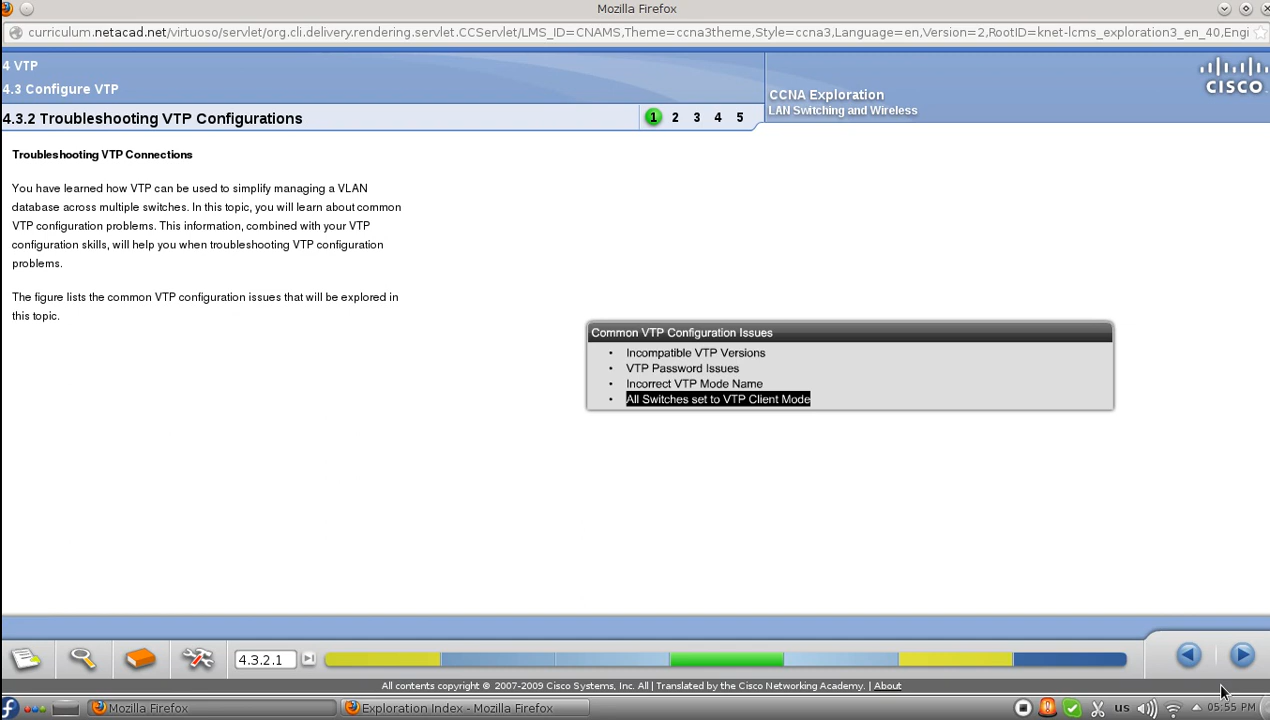 Mozilla Firefox
curriculum.netacad.net/virtuoso/servlet/org.cli.delivery.rendering.servlet.CCServlet/LMS_ID=CNAMS,Theme=ccna3theme,Style=ccna3,Language=en,Version=2,RootID=knet-lcms_exploration3_en_40,Engi
4 VTP
4.3 Configure VTP
CISCO
CCNA Exploration
LAN Switching and Wireless
4.3.2 Troubleshooting VTP Configurations
1 2 3 4 5
Troubleshooting VTP Connections
You have learned how VTP can be used to simplify managing a VLAN
database across multiple switches. In this topic, you will learn about common
VTP configuration problems. This information, combined with your VTP
configuration skills, will help you when troubleshooting VTP configuration
problems.
The figure lists the common VTP configuration issues that will be explored in
this topic.
Common VTP Configuration Issues
• Incompatible VTP Versions
• VTP Password Issues
• Incorrect VTP Mode Name
• All Switches set to VTP Client Mode
4.3.2.1
All contents copyright © 2007-2009 Cisco Systems, Inc. All | Translated by the Cisco Networking Academy. | About
Mozilla Firefox
Exploration Index - Mozilla Firefox
us
05:55 PM